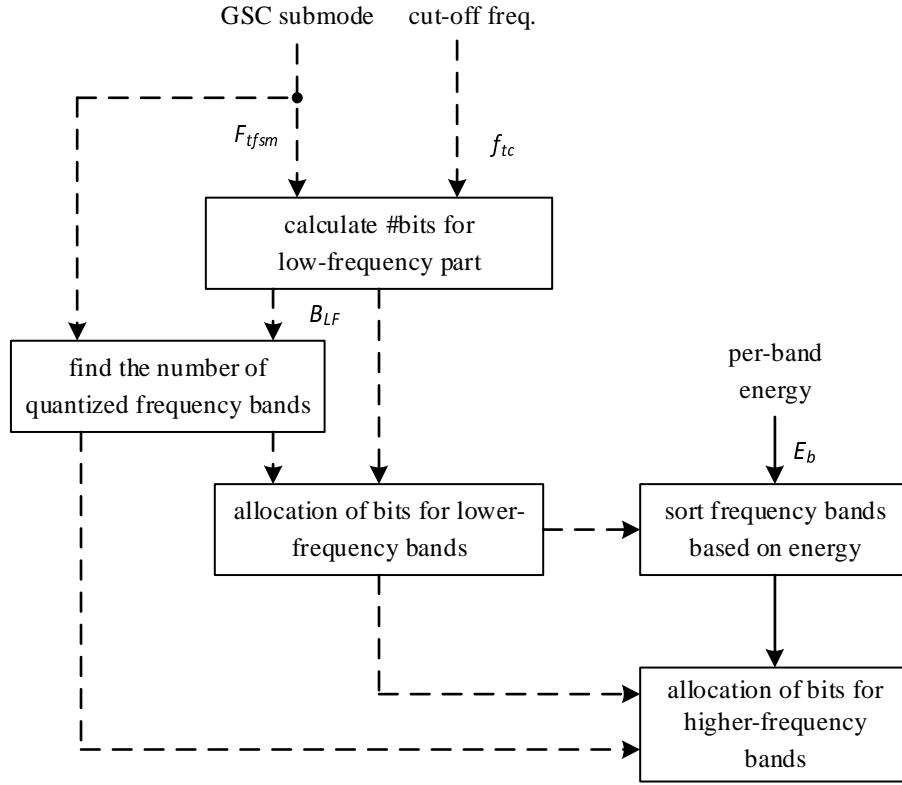 GSC submode
cut-off freq.
F_tfsm
f_tc
calculate #bits for
low-frequency part
B_LF
find the number of
quantized frequency bands
per-band
energy
E_b
allocation of bits for lower-
frequency bands
sort frequency bands
based on energy
allocation of bits for
higher-frequency
bands